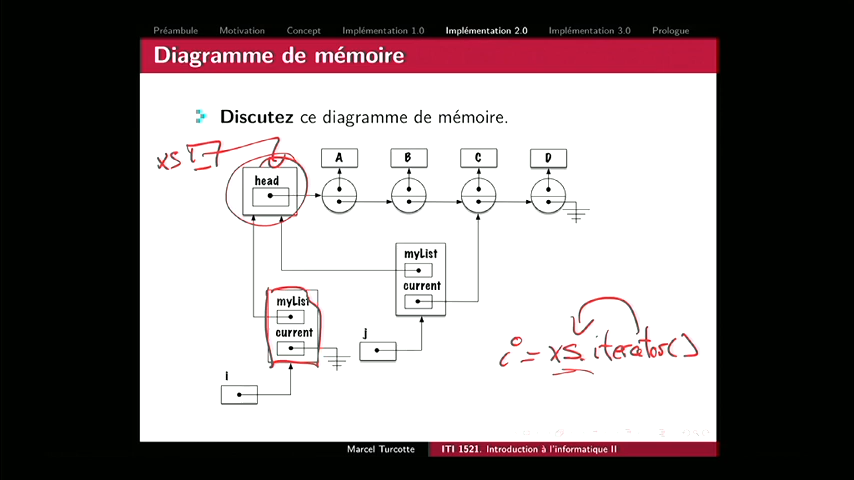 Préambule Motivation Concept Implémentation 1.0 Implémentation 2.0 Implémentation 3.0 Prologue
Diagramme de mémoire
Discutez ce diagramme de mémoire.
xs
A B C D
head
myList
current
myList
current
j
i
i = xs.iterator()
Marcel Turcotte ITI 1521. Introduction à l'informatique II